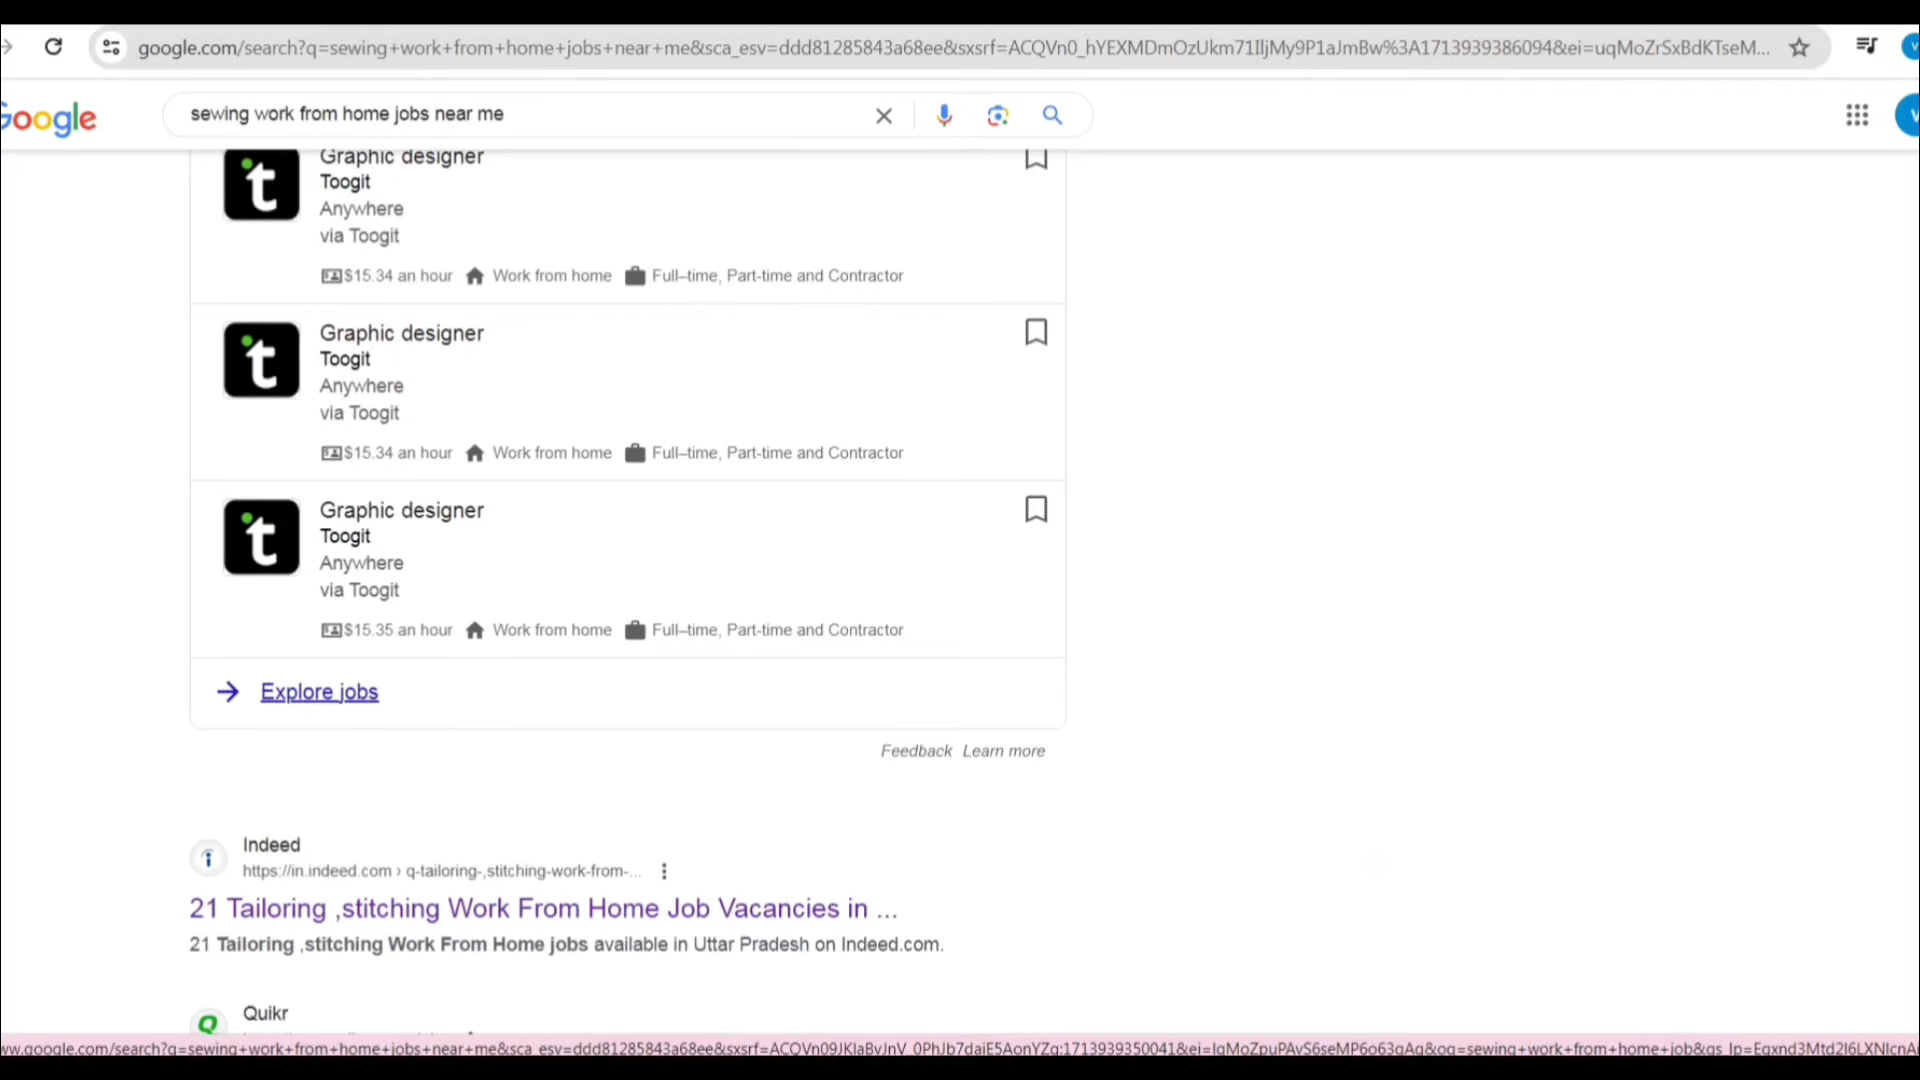 google.com/search?q=sewing+work+from+home+jobs+near+me&sca_esv=ddd81285843a68ee&sxsrf=ACQVn0_hYEXMDmOzUkm71lljMy9P1aJmBw%3A1713939386094&ei=uqMoZrSxBdKTseM...
Google
sewing work from home jobs near me
Graphic designer
Toogit
Anywhere
via Toogit
$15.34 an hour Work from home Full–time, Part-time and Contractor
Graphic designer
Toogit
Anywhere
via Toogit
$15.34 an hour Work from home Full–time, Part-time and Contractor
Graphic designer
Toogit
Anywhere
via Toogit
$15.35 an hour Work from home Full–time, Part-time and Contractor
Explore jobs
Feedback Learn more
Indeed
https://in.indeed.com › q-tailoring-,stitching-work-from-...
21 Tailoring ,stitching Work From Home Job Vacancies in ...
21 Tailoring ,stitching Work From Home jobs available in Uttar Pradesh on Indeed.com.
Quikr